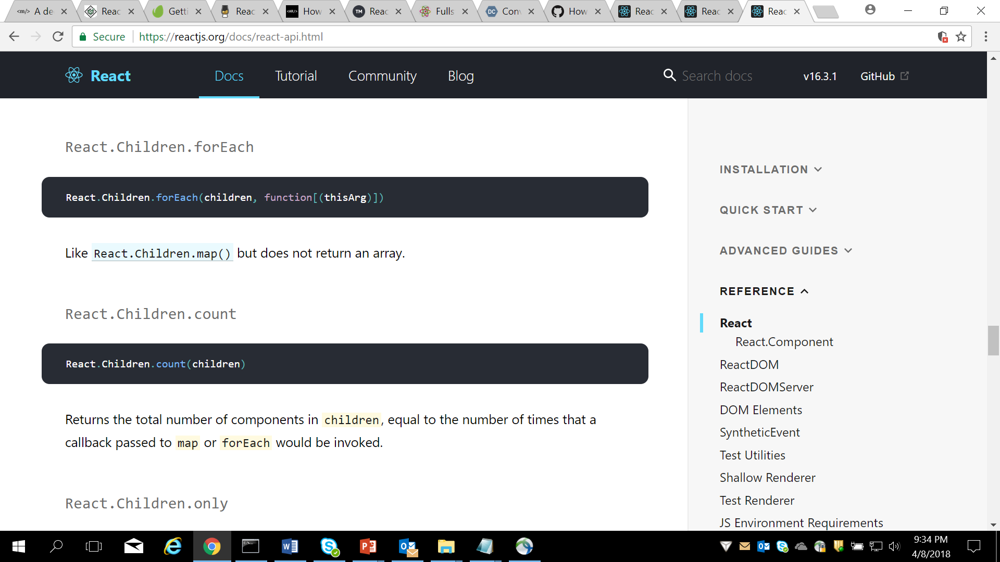 A de
Reac
Getti
Reac
How
Reac
Fulls
Con
How
Reac
Reac
Reac
Secure
https://reactjs.org/docs/react-api.html
React
Docs
Tutorial
Community
Blog
Search docs
v16.3.1
GitHub
React.Children.forEach
React.Children.forEach(children, function[(thisArg)])
Like React.Children.map() but does not return an array.
React.Children.count
React.Children.count(children)
Returns the total number of components in children, equal to the number of times that a
callback passed to map or forEach would be invoked.
React.Children.only
INSTALLATION
QUICK START
ADVANCED GUIDES
REFERENCE
React
React.Component
ReactDOM
ReactDOMServer
DOM Elements
SyntheticEvent
Test Utilities
Shallow Renderer
Test Renderer
JS Environment Requirements
9:34 PM
4/8/2018